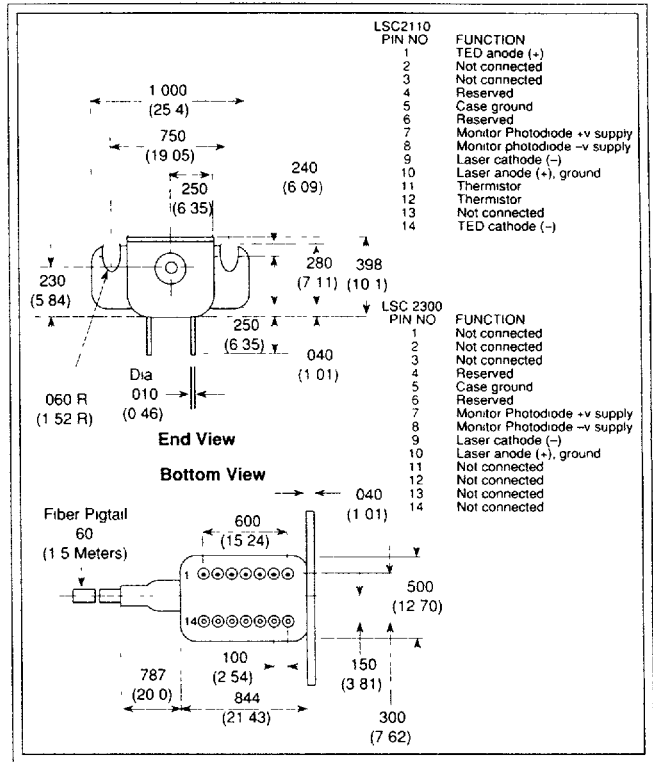 LSC2110
PIN NO FUNCTION
1 TED anode (+)
2 Not connected
3 Not connected
4 Reserved
5 Case ground
6 Reserved
7 Monitor Photodiode +v supply
8 Monitor photodiode –v supply
9 Laser cathode (–)
10 Laser anode (+), ground
11 Thermistor
12 Thermistor
13 Not connected
14 TED cathode (–)
1 000
(25 4)
750
(19 05)
250
(6 35)
240
(6 09)
230
(5 84)
280
(7 11)
398
(10 1)
250
(6 35)
040
(1 01)
060 R
(1 52 R)
Dia
010
(0 46)
End View
LSC 2300
PIN NO FUNCTION
1 Not connected
2 Not connected
3 Not connected
4 Reserved
5 Case ground
6 Reserved
7 Monitor Photodiode +v supply
8 Monitor Photodiode –v supply
9 Laser cathode (–)
10 Laser anode (+), ground
11 Not connected
12 Not connected
13 Not connected
14 Not connected
Bottom View
040
(1 01)
Fiber Pigtail
60
(1 5 Meters)
600
(15 24)
1
14
500
(12 70)
100
(2 54)
150
(3 81)
787
(20 0)
844
(21 43)
300
(7 62)